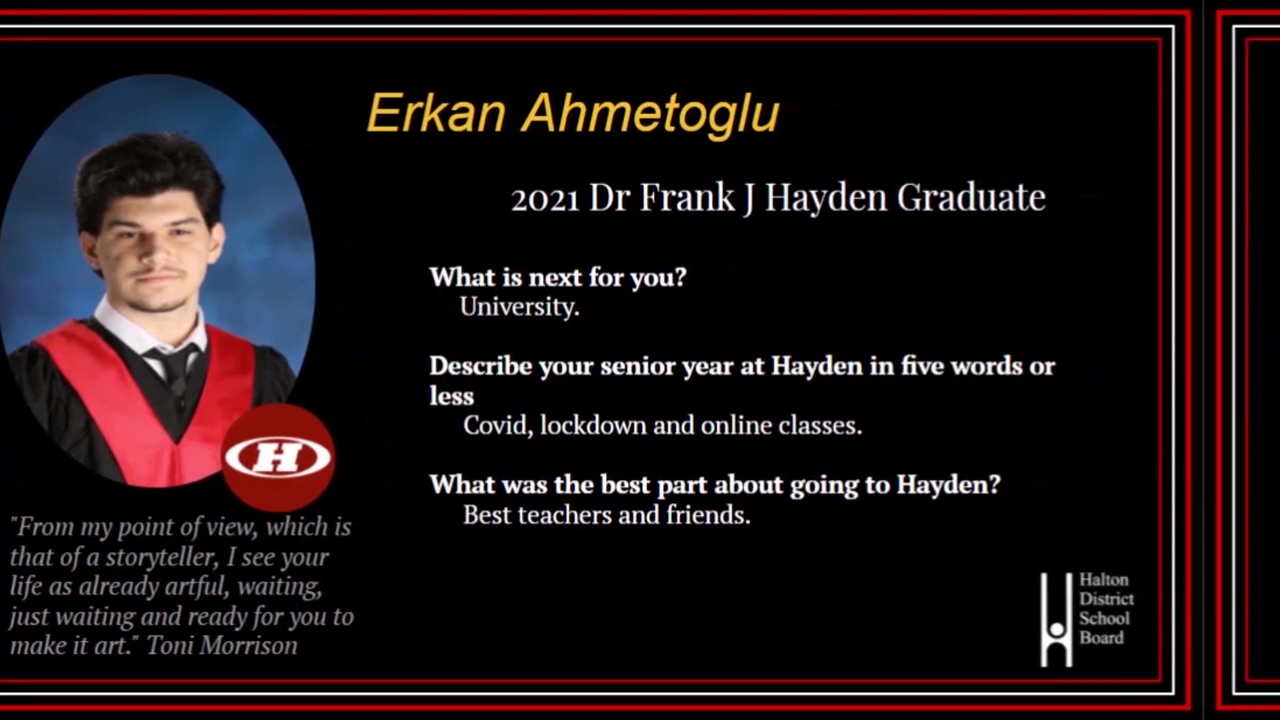 Erkan Ahmetoglu
2021 Dr Frank J Hayden Graduate
What is next for you?
University.
Describe your senior year at Hayden in five words or
less
Covid, lockdown and online classes.
What was the best part about going to Hayden?
Best teachers and friends.
H
"From my point of view, which is
that of a storyteller, I see your
life as already artful, waiting,
just waiting and ready for you to
make it art." Toni Morrison
Halton
District
School
Board